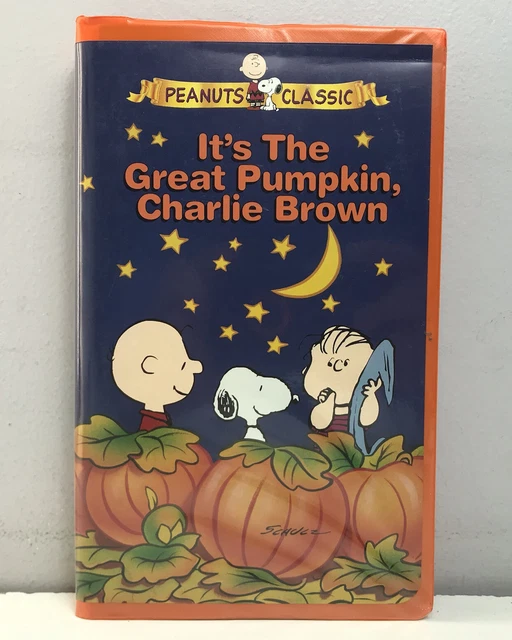 PEANUTS CLASSIC
It's The
Great Pumpkin,
Charlie Brown
SCHULZ